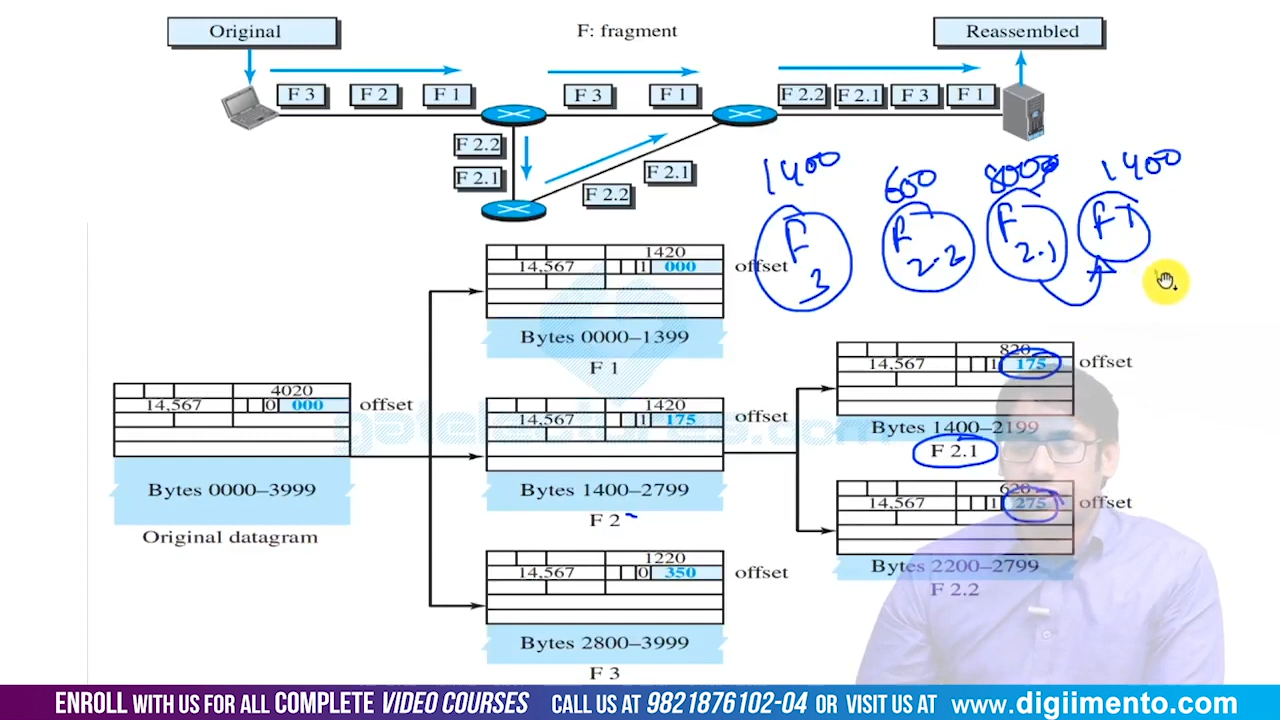 Original
F: fragment
Reassembled
F 3
F 2
F 1
F 3
F 1
F 2.2
F 2.1
F 3
F 1
F 2.2
F 2.1
F 2.1
F 2.2
1400
600
800
1400
F 3
F 2.2
F 2.1
F 1
1420
14,567 1 000 offset
Bytes 0000–1399
F 1
4020
14,567 0 000 offset
Bytes 0000–3999
Original datagram
1420
14,567 1 175 offset
Bytes 1400–2799
F 2
1220
14,567 0 350 offset
Bytes 2800–3999
F 3
820
14,567 1 175 offset
Bytes 1400–2199
F 2.1
620
14,567 1 275 offset
Bytes 2200–2799
F 2.2
gatelectures.com
ENROLL WITH US FOR ALL COMPLETE VIDEO COURSES CALL US AT 9821876102-04 OR VISIT US AT www.digiimento.com